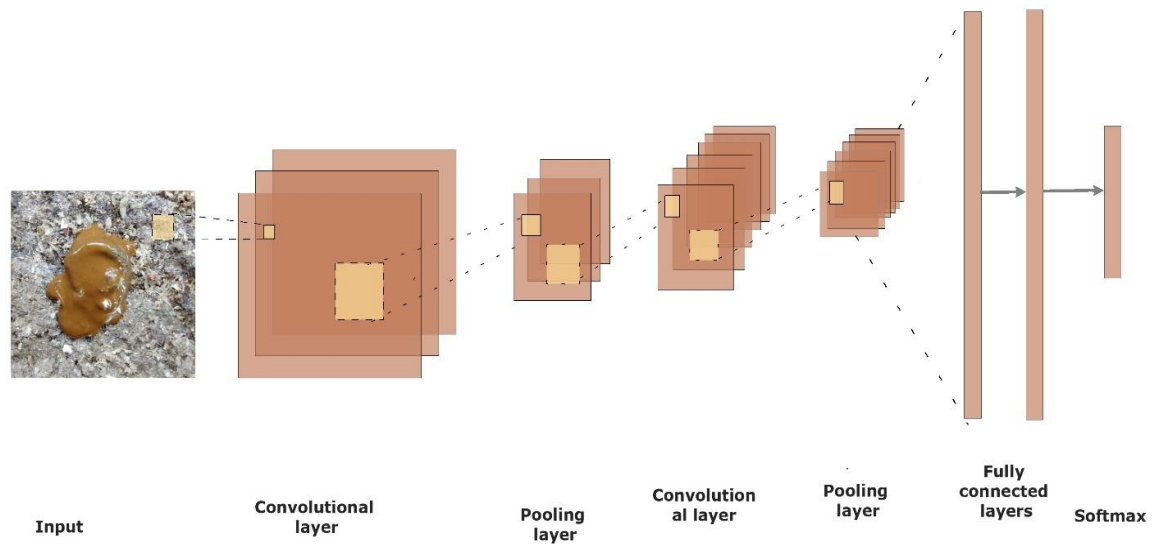 Input
Convolutional
layer
Pooling
layer
Convolution
al layer
Pooling
layer
Fully
connected
layers
Softmax